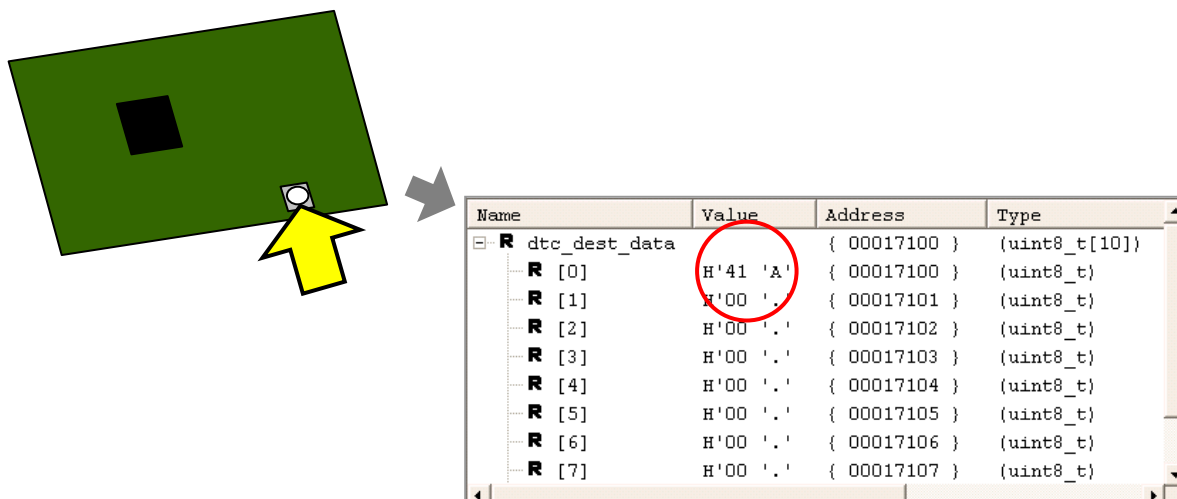 Name Value Address Type
R dtc_dest_data { 00017100 } (uint8_t[10])
R [0] H'41 'A' { 00017100 } (uint8_t)
R [1] H'00 '.' { 00017101 } (uint8_t)
R [2] H'00 '.' { 00017102 } (uint8_t)
R [3] H'00 '.' { 00017103 } (uint8_t)
R [4] H'00 '.' { 00017104 } (uint8_t)
R [5] H'00 '.' { 00017105 } (uint8_t)
R [6] H'00 '.' { 00017106 } (uint8_t)
R [7] H'00 '.' { 00017107 } (uint8_t)